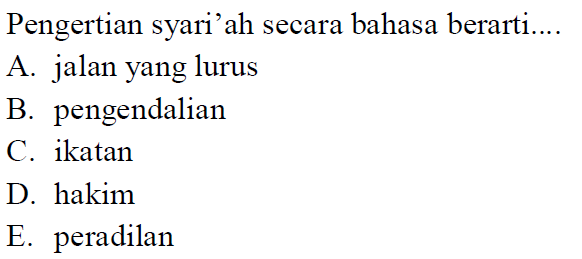 Pengertian syari’ah secara bahasa berarti....
A. jalan yang lurus
B. pengendalian
C. ikatan
D. hakim
E. peradilan